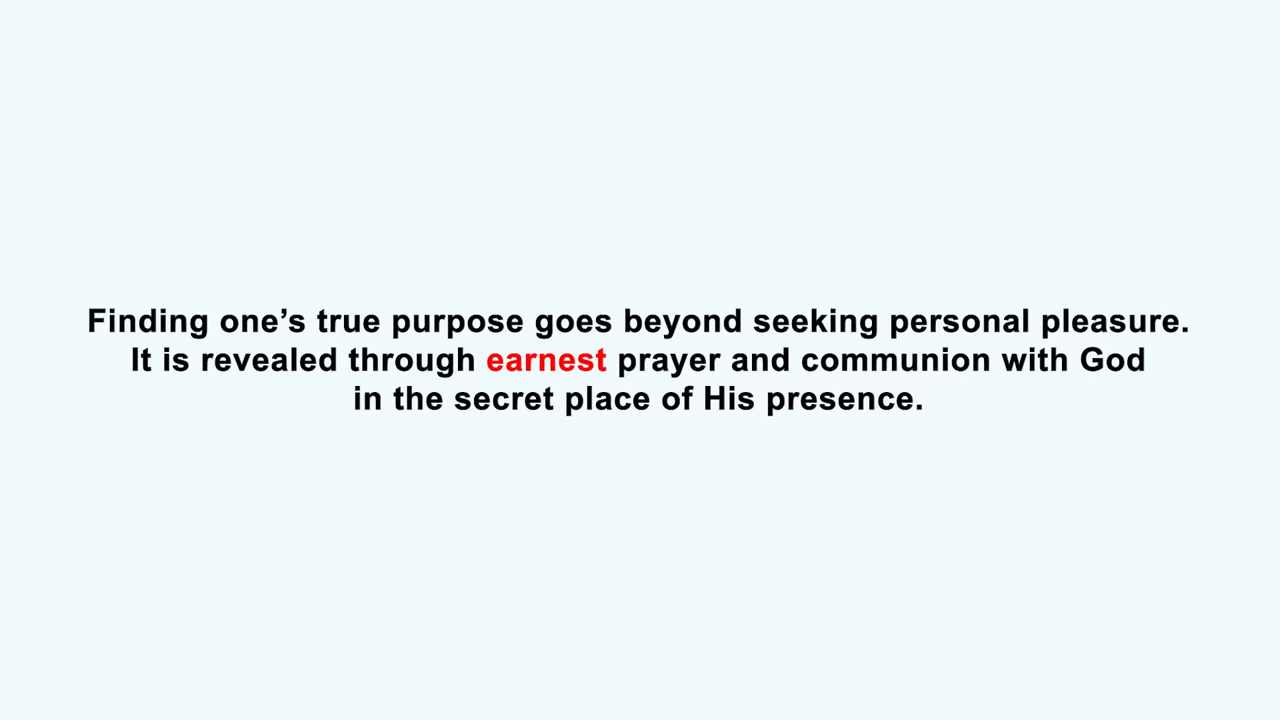 Finding one’s true purpose goes beyond seeking personal pleasure.
It is revealed through earnest prayer and communion with God
in the secret place of His presence.